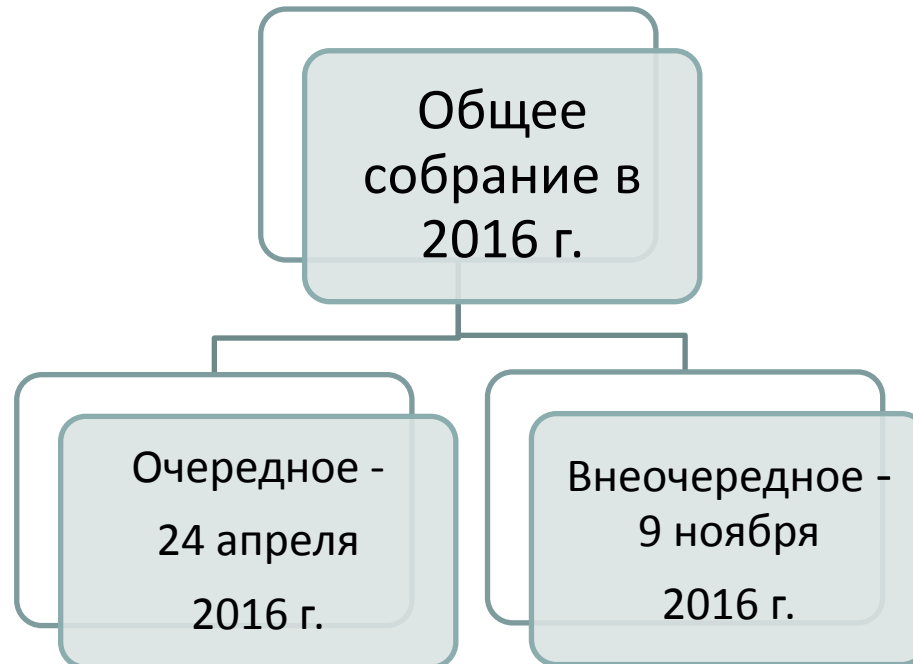 Общее
собрание в
2016 г.
Очередное -
24 апреля
2016 г.
Внеочередное -
9 ноября
2016 г.